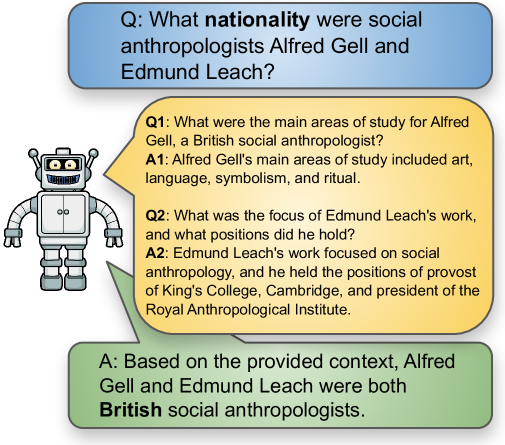 Q: What nationality were social
anthropologists Alfred Gell and
Edmund Leach?
Q1: What were the main areas of study for Alfred
Gell, a British social anthropologist?
A1: Alfred Gell's main areas of study included art,
language, symbolism, and ritual.
Q2: What was the focus of Edmund Leach's work,
and what positions did he hold?
A2: Edmund Leach's work focused on social
anthropology, and he held the positions of provost
of King's College, Cambridge, and president of the
Royal Anthropological Institute.
A: Based on the provided context, Alfred
Gell and Edmund Leach were both
British social anthropologists.